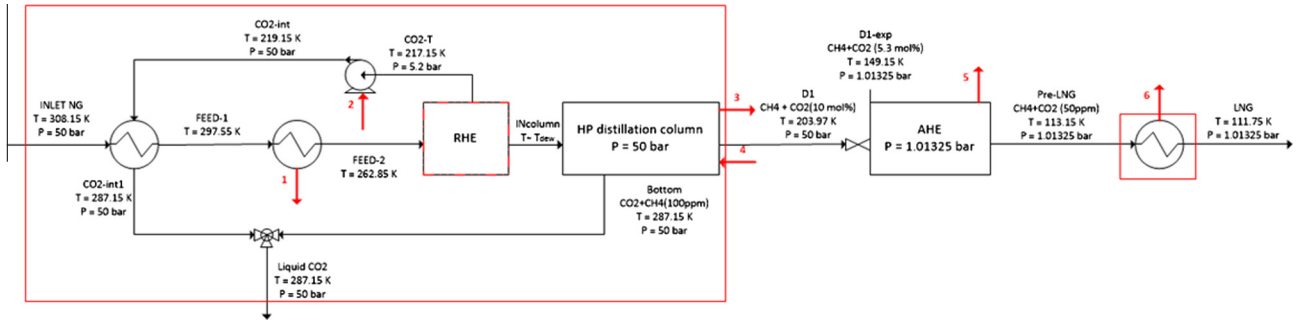 CO2-int
T = 219.15 K
P = 50 bar
CO2-T
T = 217.15 K
P = 5.2 bar
D1-exp
CH4+CO2 (5.3 mol%)
T = 149.15 K
P = 1.01325 bar
INLET NG
T = 308.15 K
P = 50 bar
FEED-1
T = 297.55 K
2
RHE
INcolumn
T~ Tdew
HP distillation column
P = 50 bar
3
D1
CH4 + CO2(10 mol%)
T = 203.97 K
P = 50 bar
4
5
AHE
P = 1.01325 bar
Pre-LNG
CH4+CO2 (50ppm)
T = 113.15 K
P = 1.01325 bar
6
LNG
T = 111.75 K
P = 1.01325 bar
FEED-2
T = 262.85 K
1
CO2-int1
T = 287.15 K
P = 50 bar
Bottom
CO2+CH4(100ppm)
T = 287.15 K
P = 50 bar
Liquid CO2
T = 287.15 K
P = 50 bar